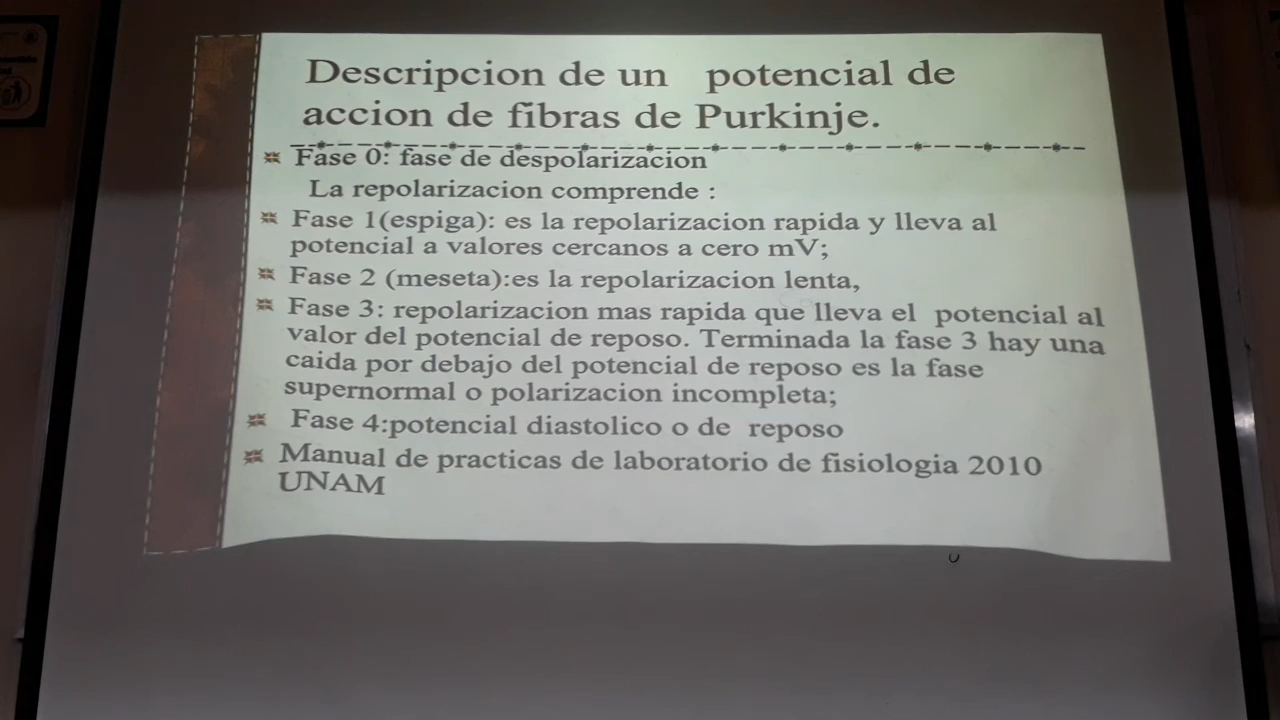 Descripcion de un potencial de
accion de fibras de Purkinje.
Fase 0: fase de despolarizacion
La repolarizacion comprende :
Fase 1(espiga): es la repolarizacion rapida y lleva al
potencial a valores cercanos a cero mV;
Fase 2 (meseta):es la repolarizacion lenta,
Fase 3: repolarizacion mas rapida que lleva el potencial al
valor del potencial de reposo. Terminada la fase 3 hay una
caida por debajo del potencial de reposo es la fase
supernormal o polarizacion incompleta;
Fase 4:potencial diastolico o de reposo
Manual de practicas de laboratorio de fisiologia 2010
UNAM